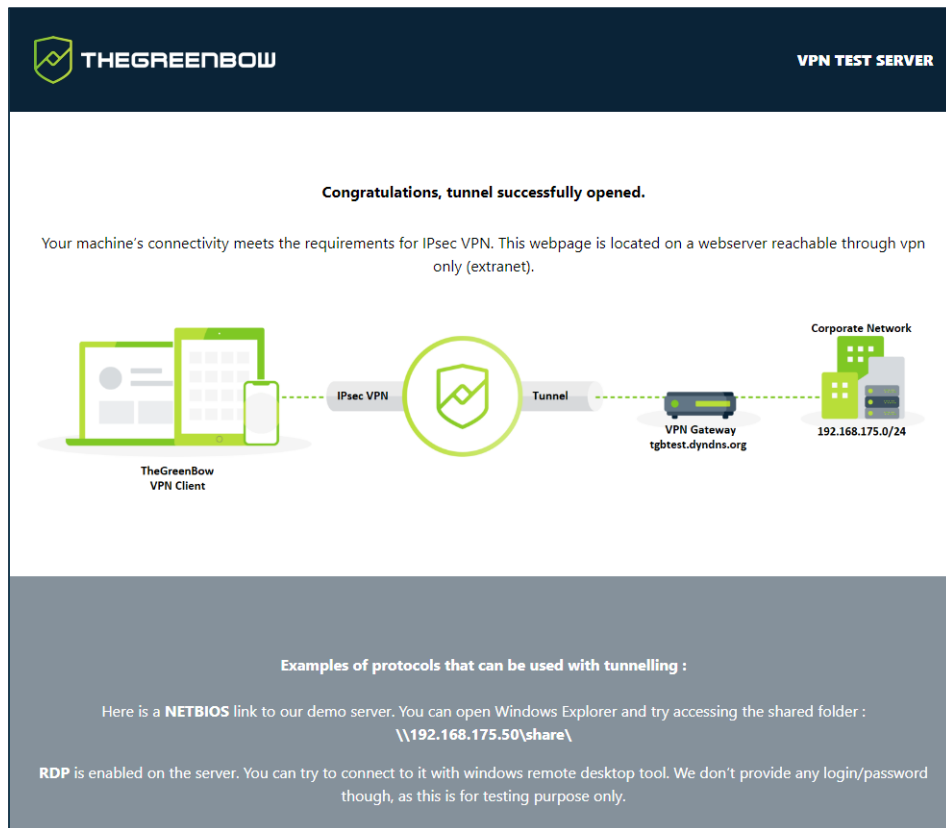 THEGREENBOW
VPN TEST SERVER
Congratulations, tunnel successfully opened.
Your machine’s connectivity meets the requirements for IPsec VPN. This webpage is located on a webserver reachable through vpn
only (extranet).
Corporate Network
IPsec VPN
Tunnel
VPN Gateway
tgbtest.dyndns.org
192.168.175.0/24
TheGreenBow
VPN Client
Examples of protocols that can be used with tunnelling :
Here is a NETBIOS link to our demo server. You can open Windows Explorer and try accessing the shared folder :
\\192.168.175.50\share\
RDP is enabled on the server. You can try to connect to it with windows remote desktop tool. We don’t provide any login/password
though, as this is for testing purpose only.